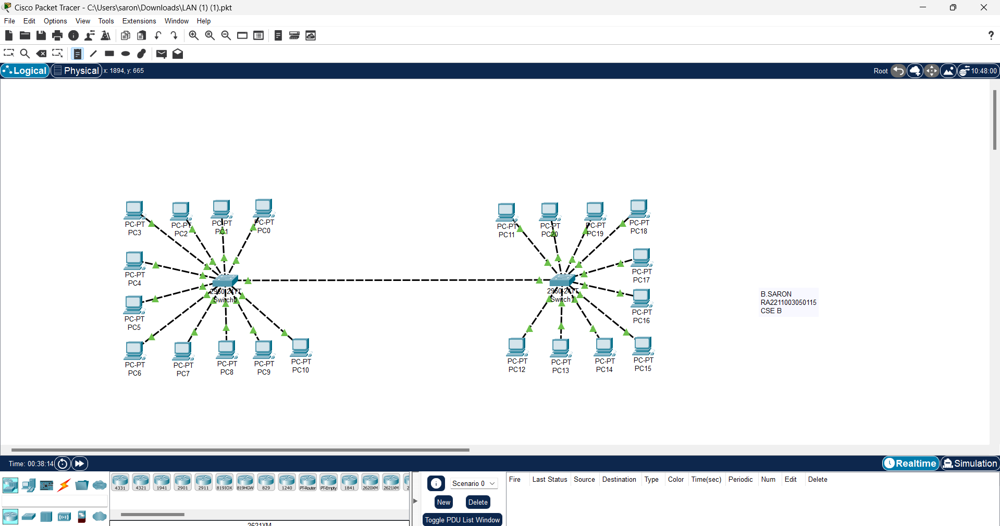 Cisco Packet Tracer - C:\Users\saron\Downloads\LAN (1) (1).pkt
File Edit Options View Tools Extensions Window Help
Logical Physical x: 1894, y: 665 Root 10:48:00
PC-PT
PC3
PC-PT
PC2
PC-PT
PC1
PC-PT
PC0
PC-PT
PC4
PC-PT
PC5
PC-PT
PC6
PC-PT
PC7
PC-PT
PC8
PC-PT
PC9
PC-PT
PC10
2960-24TT
Switch0
PC-PT
PC11
PC-PT
PC20
PC-PT
PC19
PC-PT
PC18
PC-PT
PC17
PC-PT
PC16
PC-PT
PC15
PC-PT
PC14
PC-PT
PC13
PC-PT
PC12
2960-24TT
Switch1
B.SARON
RA2211003050115
CSE B
Time: 00:38:14 Realtime Simulation
4331 4321 1941 2901 2911 819IOX 819HGW 829 1240 PT-Router PT-Empty 1841 2620XM 2621XM 2
2621XM
Scenario 0
New Delete
Toggle PDU List Window
Fire Last Status Source Destination Type Color Time(sec) Periodic Num Edit Delete